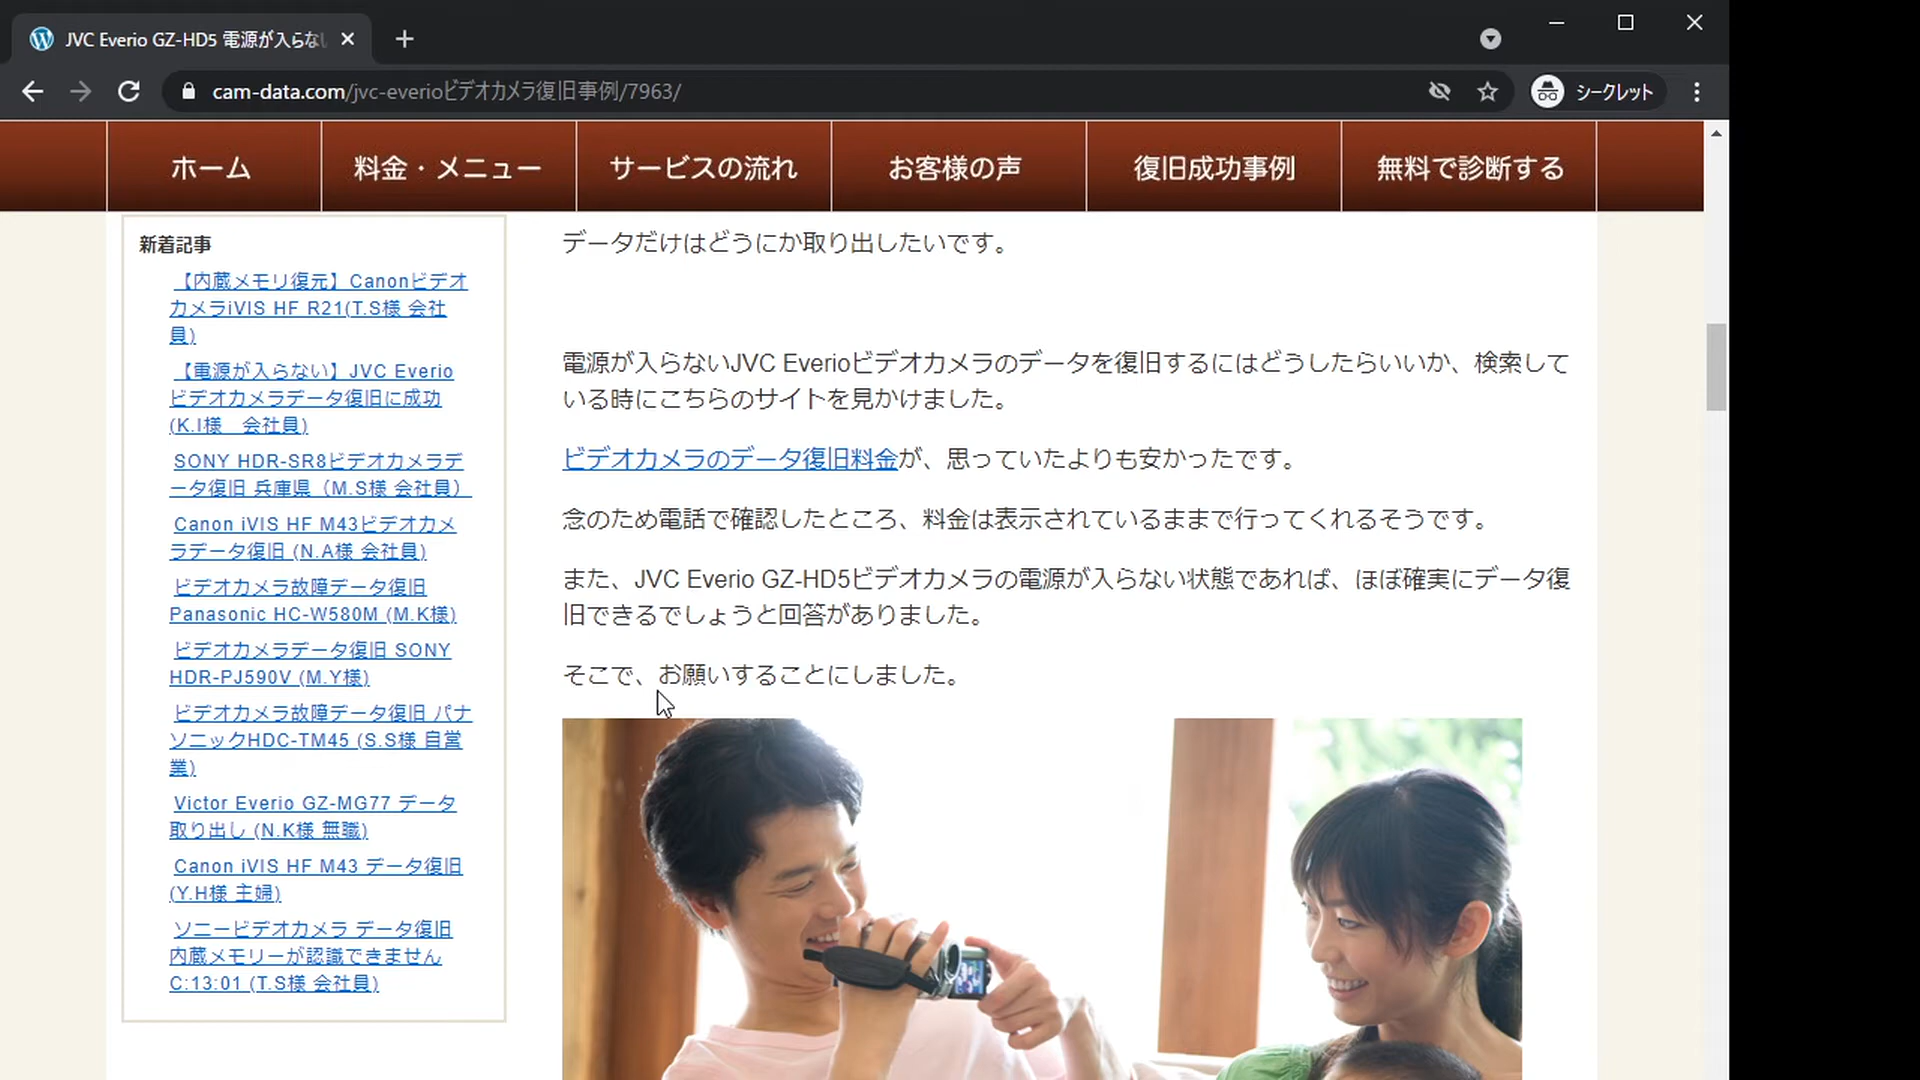 JVC Everio GZ-HD5 電源が入らな
cam-data.com/jvc-everioビデオカメラ復旧事例/7963/
シークレット
ホーム
料金・メニュー
サービスの流れ
お客様の声
復旧成功事例
無料で診断する
新着記事
【内蔵メモリ復元】Canonビデオ
カメラiVIS HF R21(T.S様 会社
員)
【電源が入らない】JVC Everio
ビデオカメラデータ復旧に成功
(K.I様　会社員)
SONY HDR-SR8ビデオカメラデ
ータ復旧 兵庫県（M.S様 会社員）
Canon iVIS HF M43ビデオカメ
ラデータ復旧 (N.A様 会社員)
ビデオカメラ故障データ復旧
Panasonic HC-W580M (M.K様)
ビデオカメラデータ復旧 SONY
HDR-PJ590V (M.Y様)
ビデオカメラ故障データ復旧 パナ
ソニックHDC-TM45 (S.S様 自営
業)
Victor Everio GZ-MG77 データ
取り出し (N.K様 無職)
Canon iVIS HF M43 データ復旧
(Y.H様 主婦)
ソニービデオカメラ データ復旧
内蔵メモリーが認識できません
C:13:01 (T.S様 会社員)
データだけはどうにか取り出したいです。
電源が入らないJVC Everioビデオカメラのデータを復旧するにはどうしたらいいか、検索して
いる時にこちらのサイトを見かけました。
ビデオカメラのデータ復旧料金が、思っていたよりも安かったです。
念のため電話で確認したところ、料金は表示されているままで行ってくれるそうです。
また、JVC Everio GZ-HD5ビデオカメラの電源が入らない状態であれば、ほぼ確実にデータ復
旧できるでしょうと回答がありました。
そこで、お願いすることにしました。